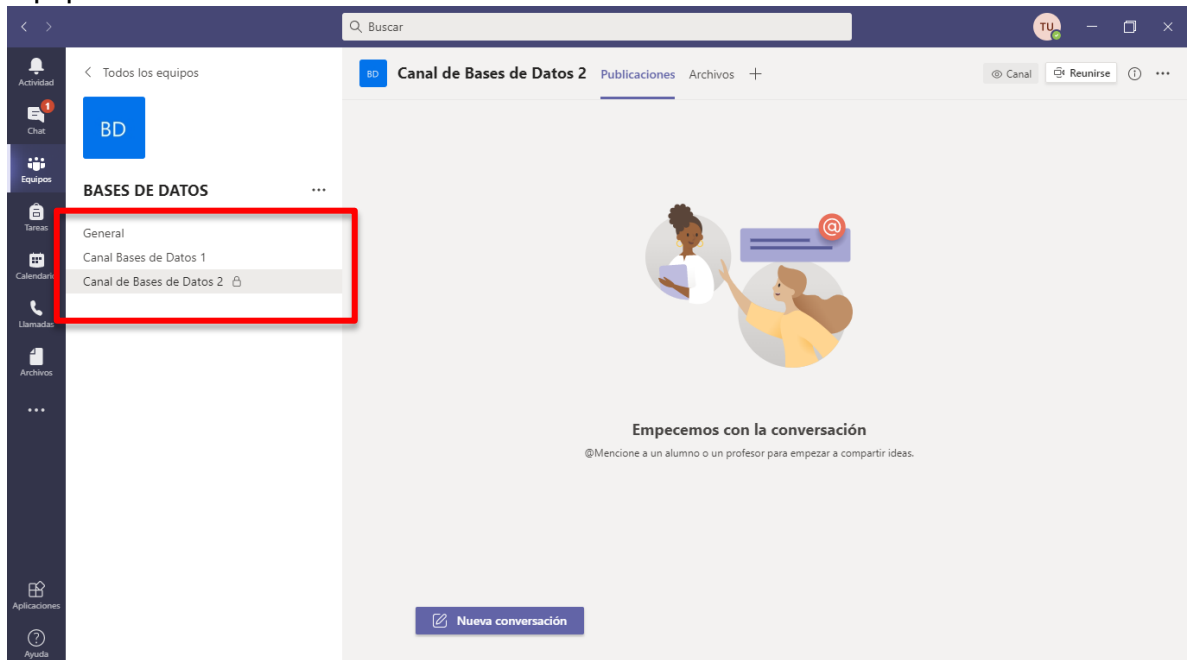 Buscar
TU
Actividad
1
Chat
Equipos
Tareas
Calendario
Llamadas
Archivos
Aplicaciones
Ayuda
Todos los equipos
BD
BASES DE DATOS
General
Canal Bases de Datos 1
Canal de Bases de Datos 2
BD
Canal de Bases de Datos 2
Publicaciones
Archivos
Canal
Reunirse
@
Empecemos con la conversación
@Mencione a un alumno o un profesor para empezar a compartir ideas.
Nueva conversación